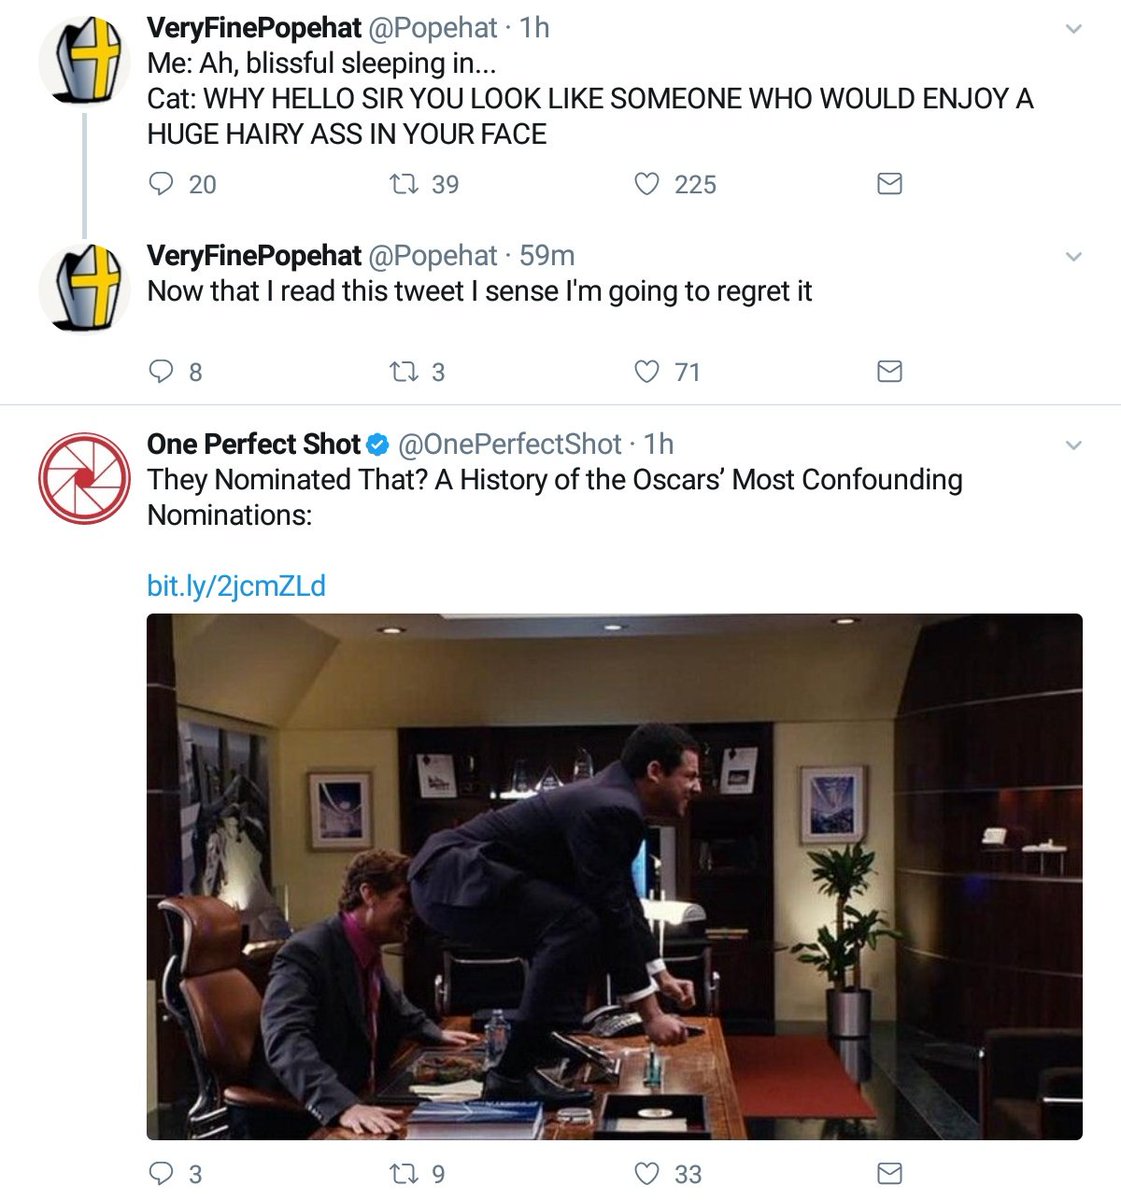 VeryFinePopehat @Popehat · 1h
Me: Ah, blissful sleeping in...
Cat: WHY HELLO SIR YOU LOOK LIKE SOMEONE WHO WOULD ENJOY A
HUGE HAIRY ASS IN YOUR FACE
20 39 225
VeryFinePopehat @Popehat · 59m
Now that I read this tweet I sense I'm going to regret it
8 3 71
One Perfect Shot @OnePerfectShot · 1h
They Nominated That? A History of the Oscars’ Most Confounding
Nominations:
bit.ly/2jcmZLd
3 9 33